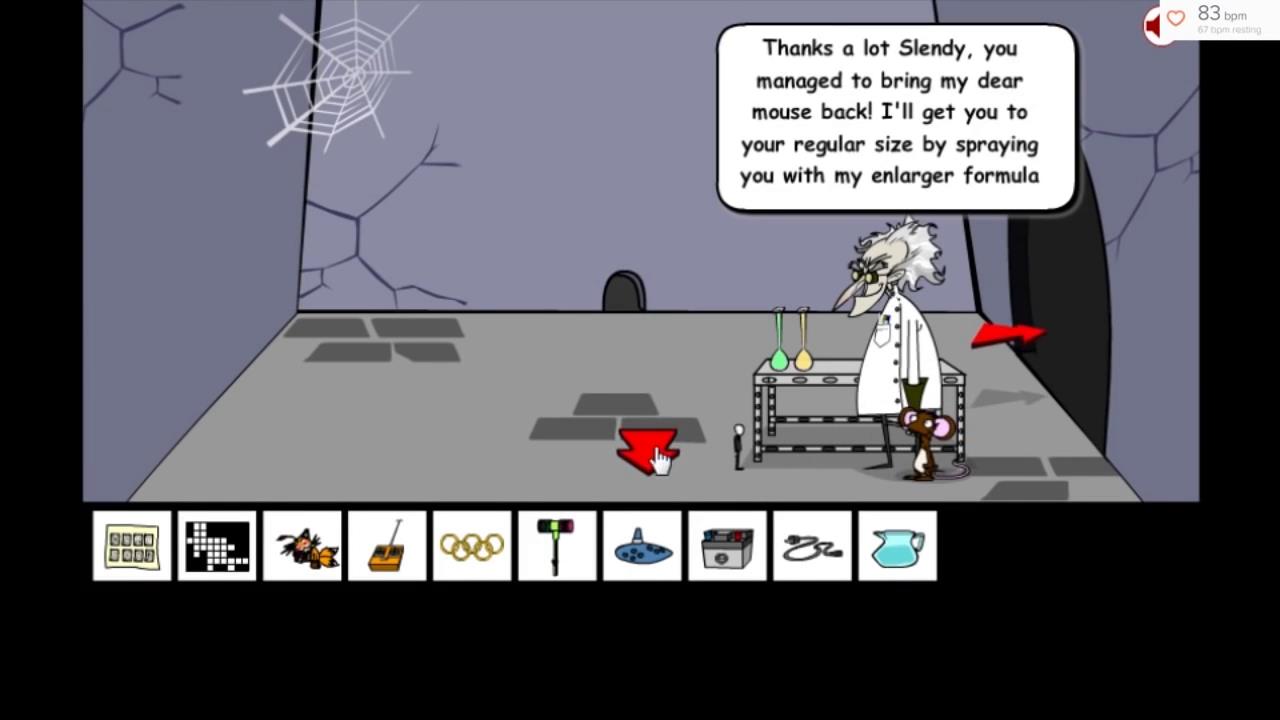 83 bpm
67 bpm resting
Thanks a lot Slendy, you
managed to bring my dear
mouse back! I'll get you to
your regular size by spraying
you with my enlarger formula